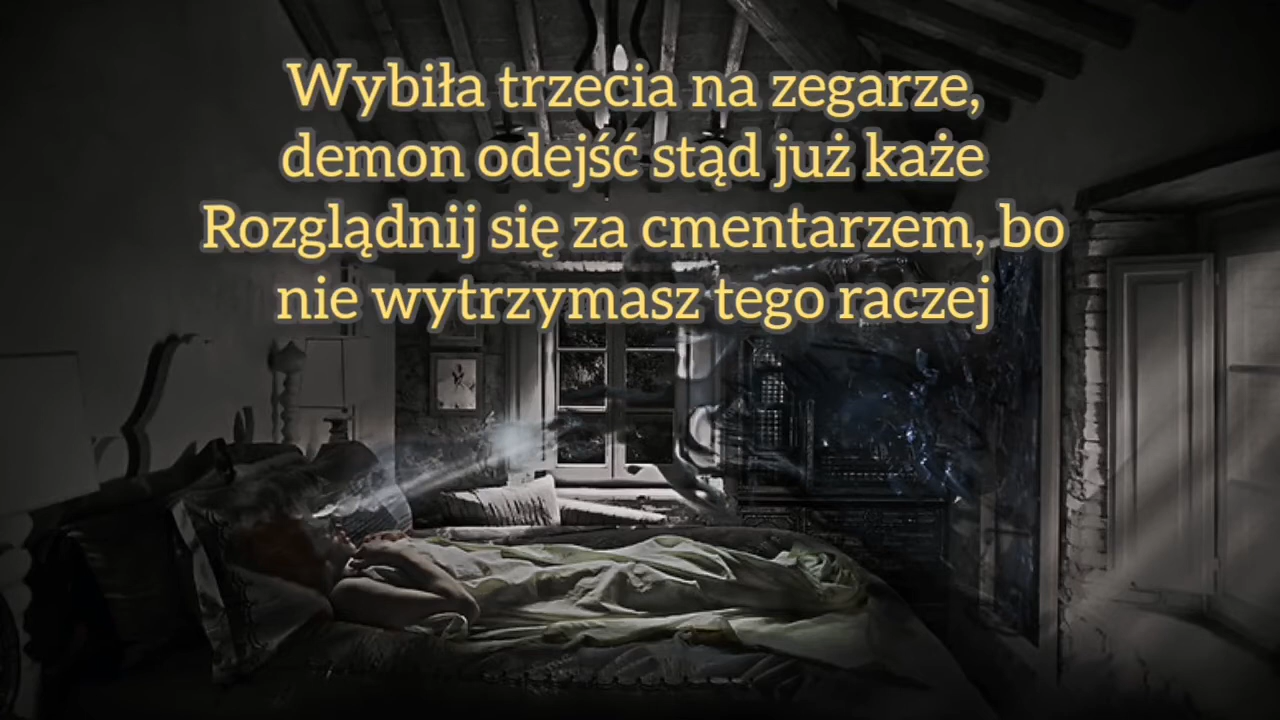 Wybiła trzecia na zegarze,
demon odejść stąd już każe
Rozglądnij się za cmentarzem, bo
nie wytrzymasz tego raczej